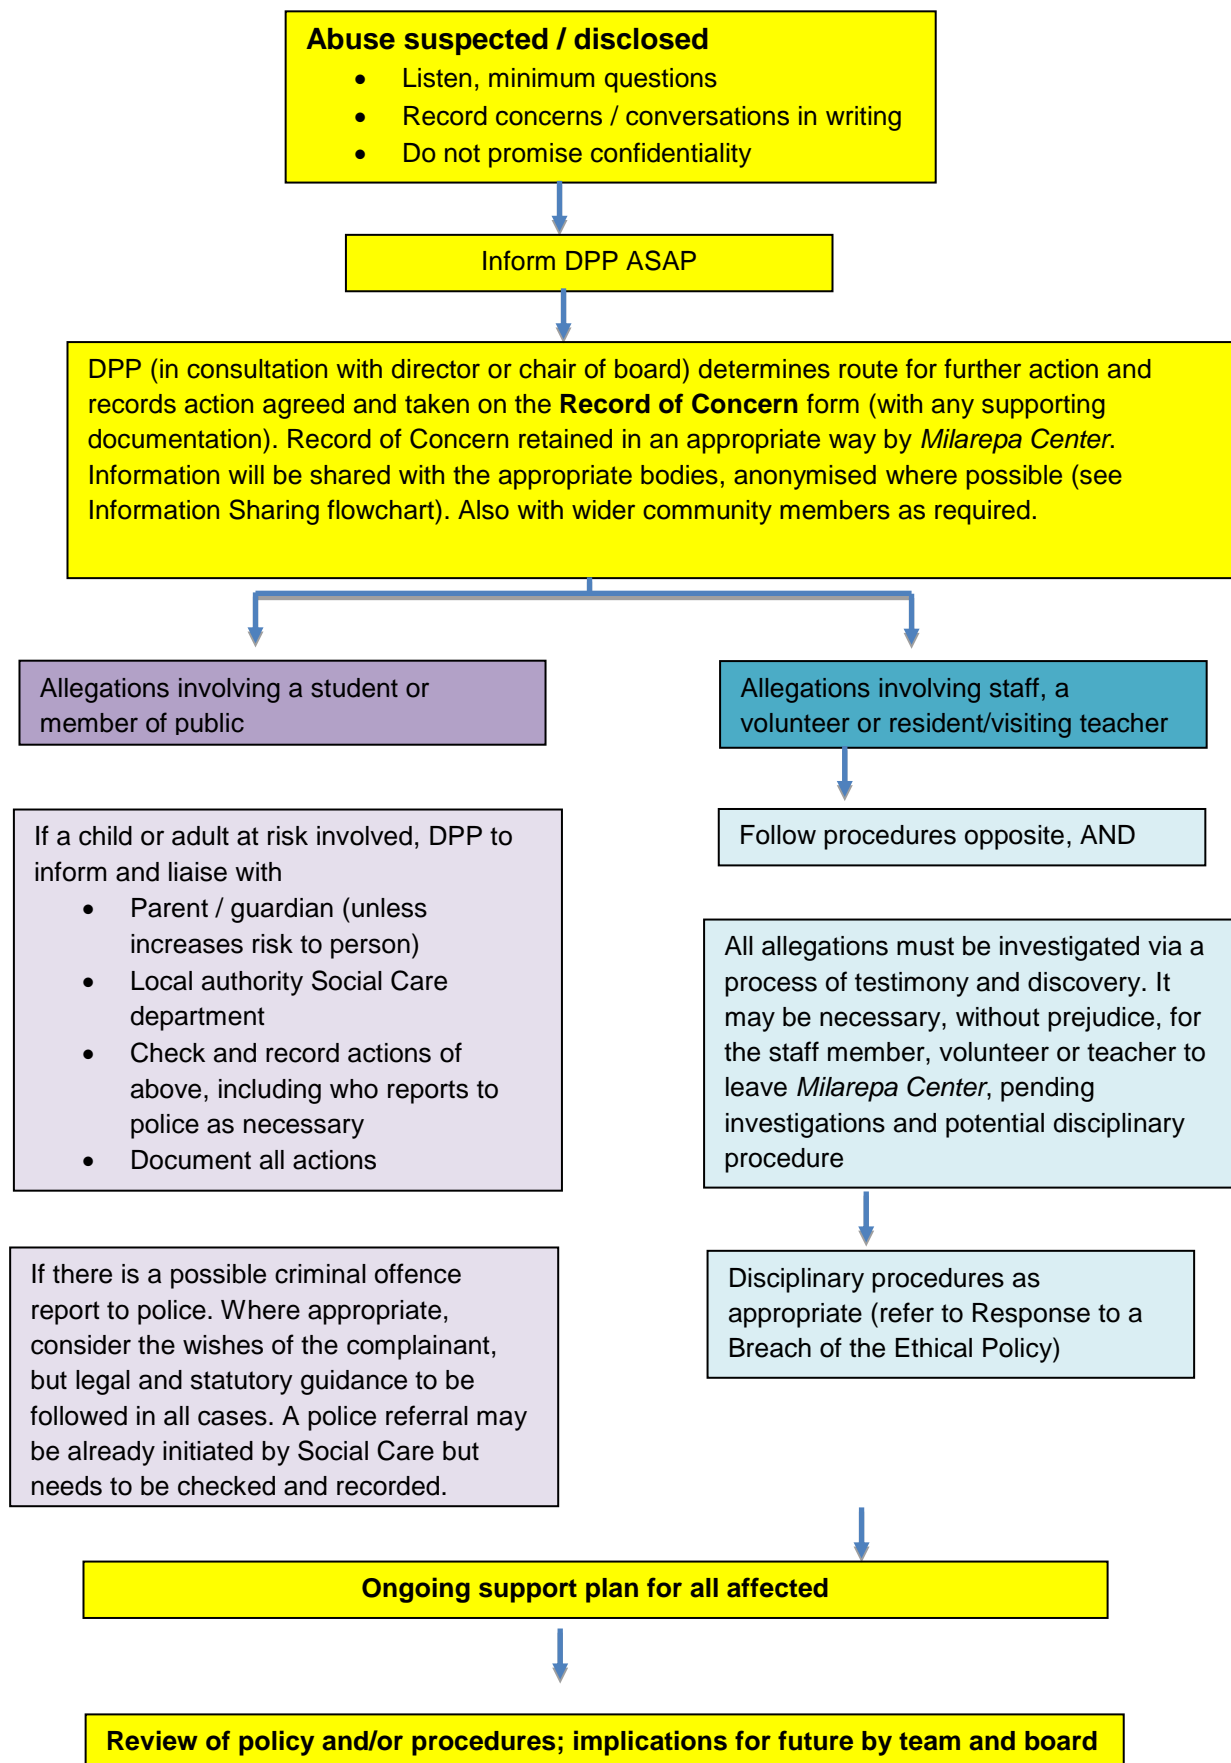 Abuse suspected / disclosed
• Listen, minimum questions
• Record concerns / conversations in writing
• Do not promise confidentiality
Inform DPP ASAP
DPP (in consultation with director or chair of board) determines route for further action and
records action agreed and taken on the Record of Concern form (with any supporting
documentation). Record of Concern retained in an appropriate way by Milarepa Center.
Information will be shared with the appropriate bodies, anonymised where possible (see
Information Sharing flowchart). Also with wider community members as required.
Allegations involving a student or
member of public
If a child or adult at risk involved, DPP to
inform and liaise with
• Parent / guardian (unless
increases risk to person)
• Local authority Social Care
department
• Check and record actions of
above, including who reports to
police as necessary
• Document all actions
If there is a possible criminal offence
report to police. Where appropriate,
consider the wishes of the complainant,
but legal and statutory guidance to be
followed in all cases. A police referral may
be already initiated by Social Care but
needs to be checked and recorded.
Allegations involving staff, a
volunteer or resident/visiting teacher
Follow procedures opposite, AND
All allegations must be investigated via a
process of testimony and discovery. It
may be necessary, without prejudice, for
the staff member, volunteer or teacher to
leave Milarepa Center, pending
investigations and potential disciplinary
procedure
Disciplinary procedures as
appropriate (refer to Response to a
Breach of the Ethical Policy)
Ongoing support plan for all affected
Review of policy and/or procedures; implications for future by team and board